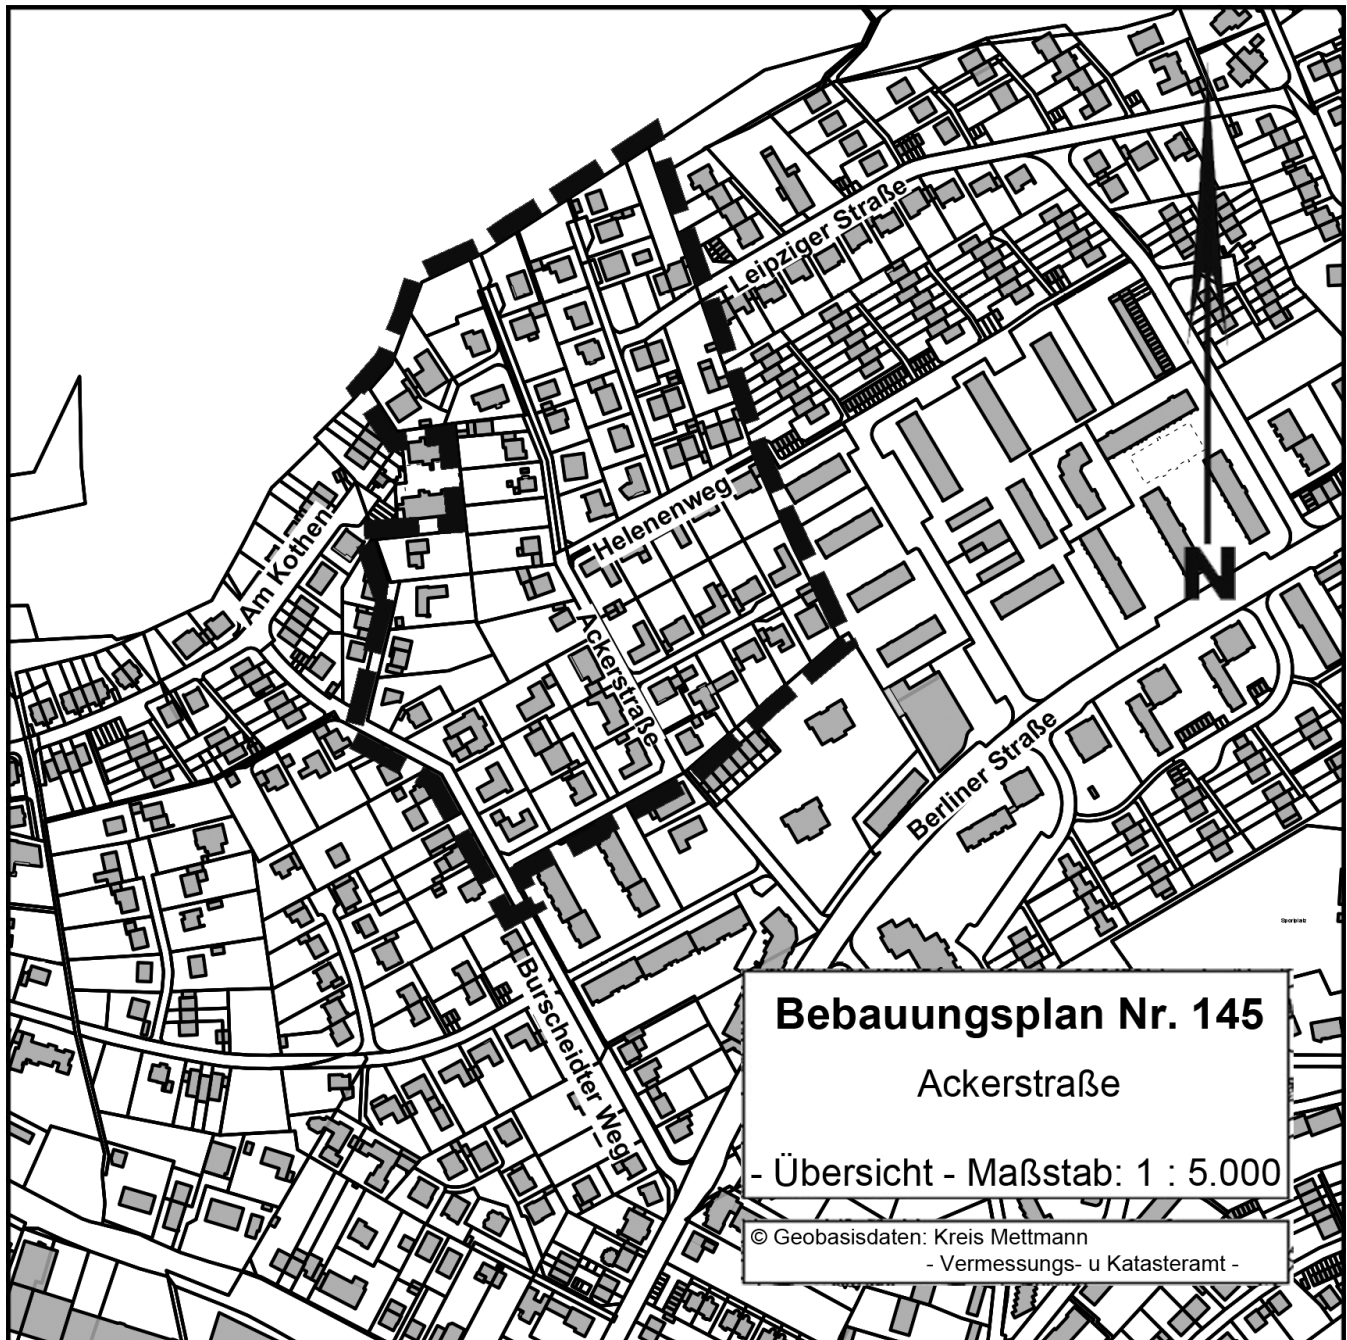 Leipziger Straße
Helenenweg
Am Kothen
Ackerstraße
N
Berliner Straße
Sportplatz
Burscheidter Weg
Bebauungsplan Nr. 145
Ackerstraße
- Übersicht - Maßstab: 1 : 5.000
© Geobasisdaten: Kreis Mettmann
- Vermessungs- u Katasteramt -